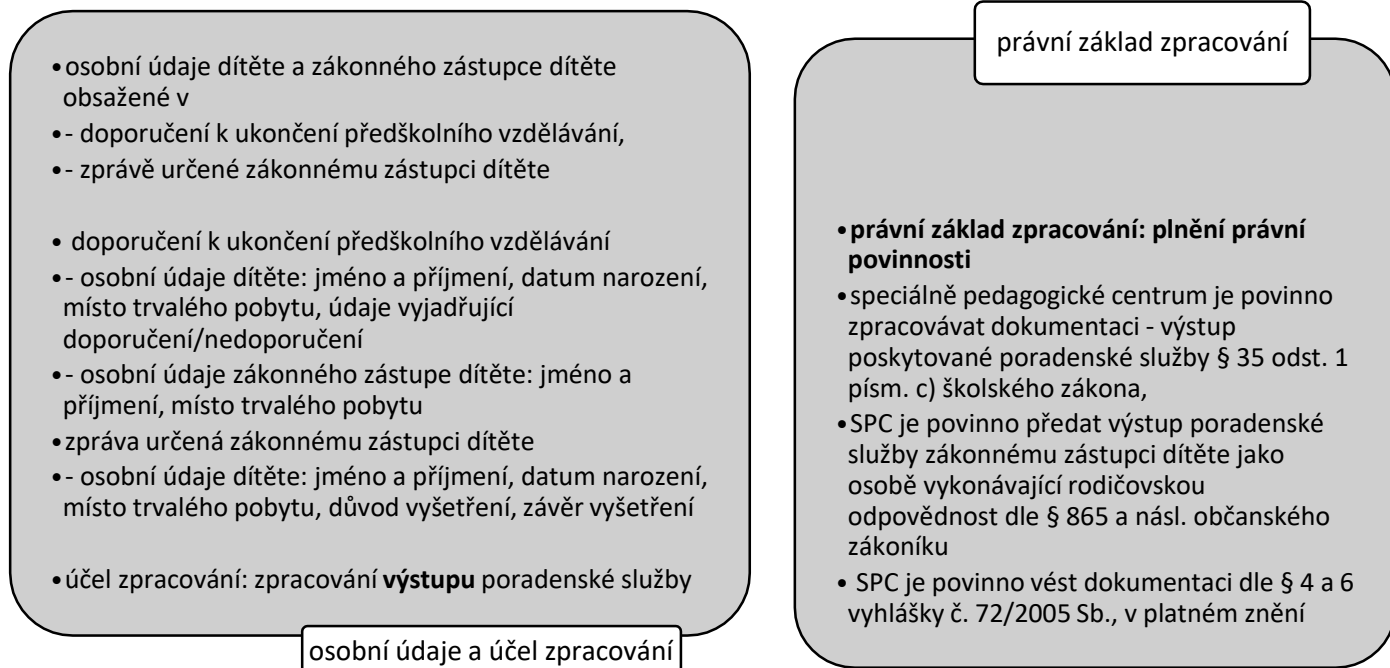 •osobní údaje dítěte a zákonného zástupce dítěte
obsažené v
•- doporučení k ukončení předškolního vzdělávání,
•- zprávě určené zákonnému zástupci dítěte
• doporučení k ukončení předškolního vzdělávání
•- osobní údaje dítěte: jméno a příjmení, datum narození,
místo trvalého pobytu, údaje vyjadřující
doporučení/nedoporučení
•- osobní údaje zákonného zástupe dítěte: jméno a
příjmení, místo trvalého pobytu
•zpráva určená zákonnému zástupci dítěte
•- osobní údaje dítěte: jméno a příjmení, datum narození,
místo trvalého pobytu, důvod vyšetření, závěr vyšetření
•účel zpracování: zpracování výstupu poradenské služby
osobní údaje a účel zpracování
právní základ zpracování
•právní základ zpracování: plnění právní
povinnosti
•speciálně pedagogické centrum je povinno
zpracovávat dokumentaci - výstup
poskytované poradenské služby § 35 odst. 1
písm. c) školského zákona,
•SPC je povinno předat výstup poradenské
služby zákonnému zástupci dítěte jako
osobě vykonávající rodičovskou
odpovědnost dle § 865 a násl. občanského
zákoníku
• SPC je povinno vést dokumentaci dle § 4 a 6
vyhlášky č. 72/2005 Sb., v platném znění